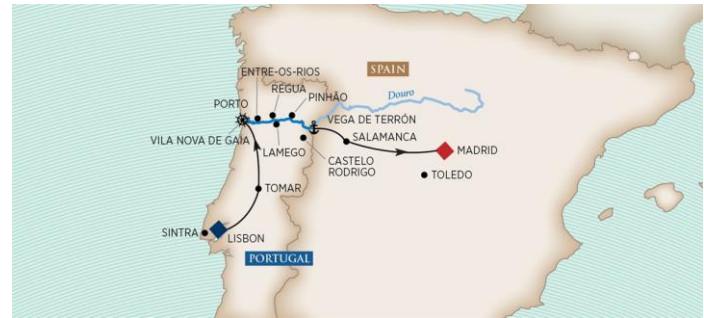 SPAIN
ENTRE-OS-RIOS
RÉGUA
PINHÃO
Douro
PORTO
VEGA DE TERRÓN
VILA NOVA DE GAIA
SALAMANCA
LAMEGO
MADRID
CASTELO
RODRIGO
TOLEDO
TOMAR
SINTRA
LISBON
PORTUGAL